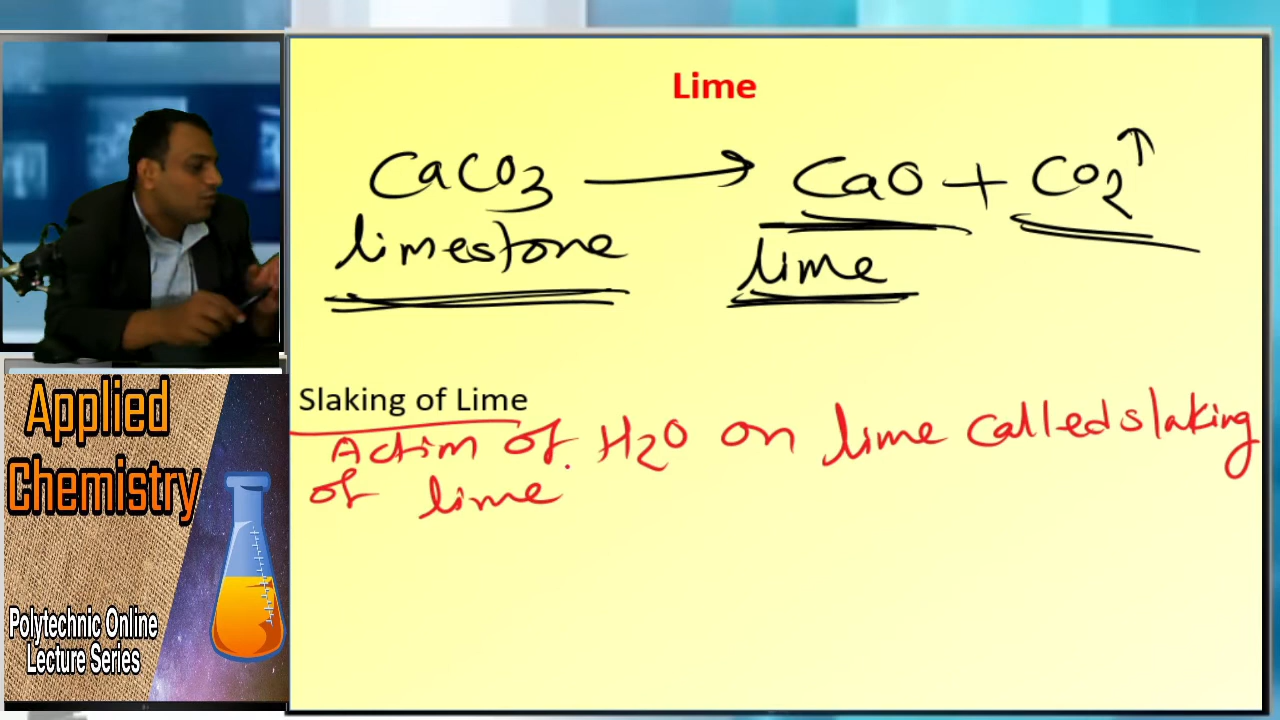 Lime
CaCO3 → CaO + CO2↑
limestone lime
Slaking of Lime
Action of H2O on lime called slaking
of lime
Applied
Chemistry
Polytechnic Online
Lecture Series